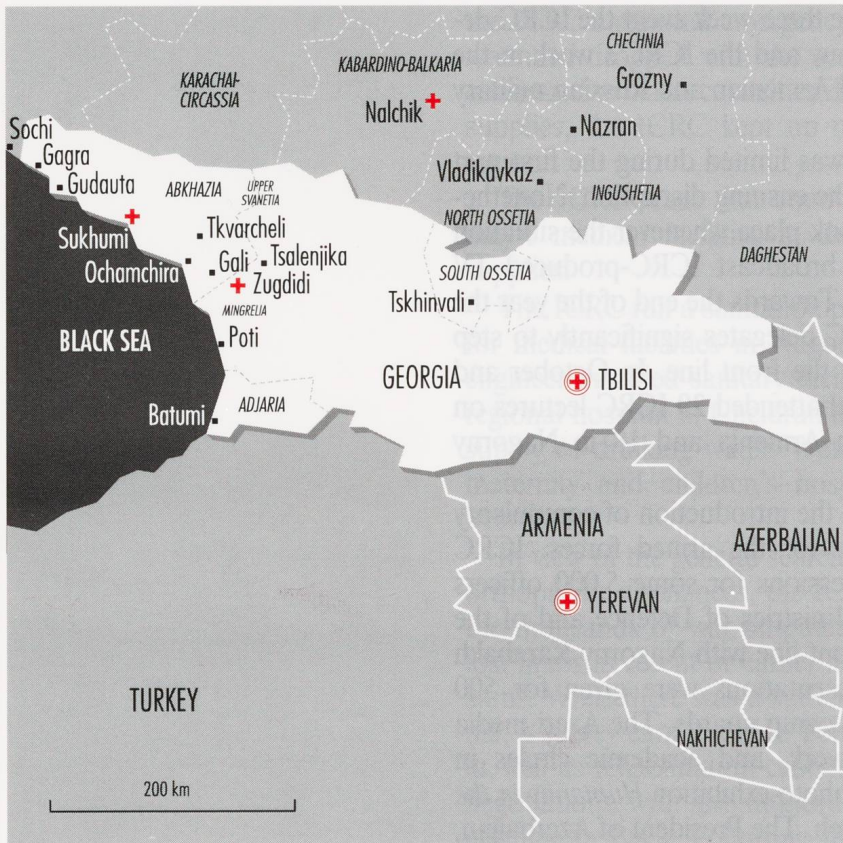 CHECHNIA
KABARDINO-BALKARIA
KARACHAI-
CIRCASSIA
Grozny
Nalchik
Nazran
Sochi
Gagra
Gudauta
ABKHAZIA
UPPER
SVANETIA
Vladikavkaz
INGUSHETIA
NORTH OSSETIA
Sukhumi
Tkvarcheli
Ochamchira
Gali
Tsalenjika
Zugdidi
SOUTH OSSETIA
DAGHESTAN
MINGRELIA
Tskhinvali
BLACK SEA
Poti
GEORGIA
TBILISI
Batumi
ADJARIA
ARMENIA
AZERBAIJAN
YEREVAN
TURKEY
NAKHICHEVAN
200 km